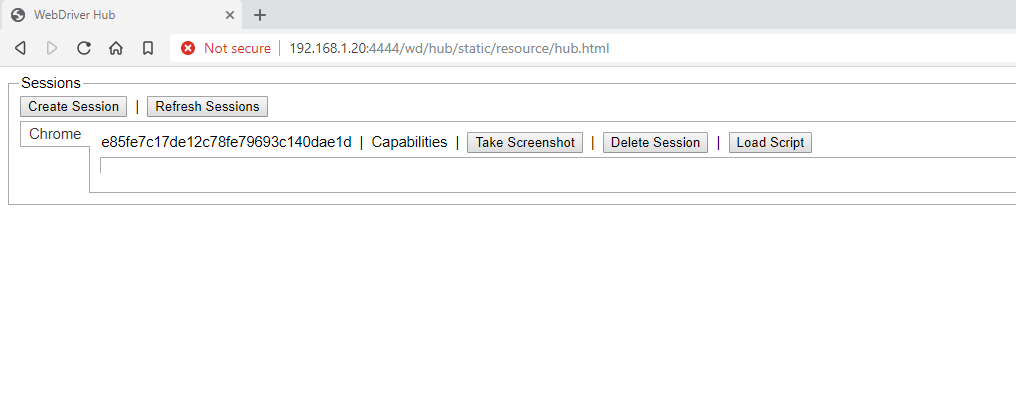 WebDriver Hub
Not secure 192.168.1.20:4444/wd/hub/static/resource/hub.html
Sessions
Create Session | Refresh Sessions
Chrome
e85fe7c17de12c78fe79693c140dae1d | Capabilities | Take Screenshot | Delete Session | Load Script